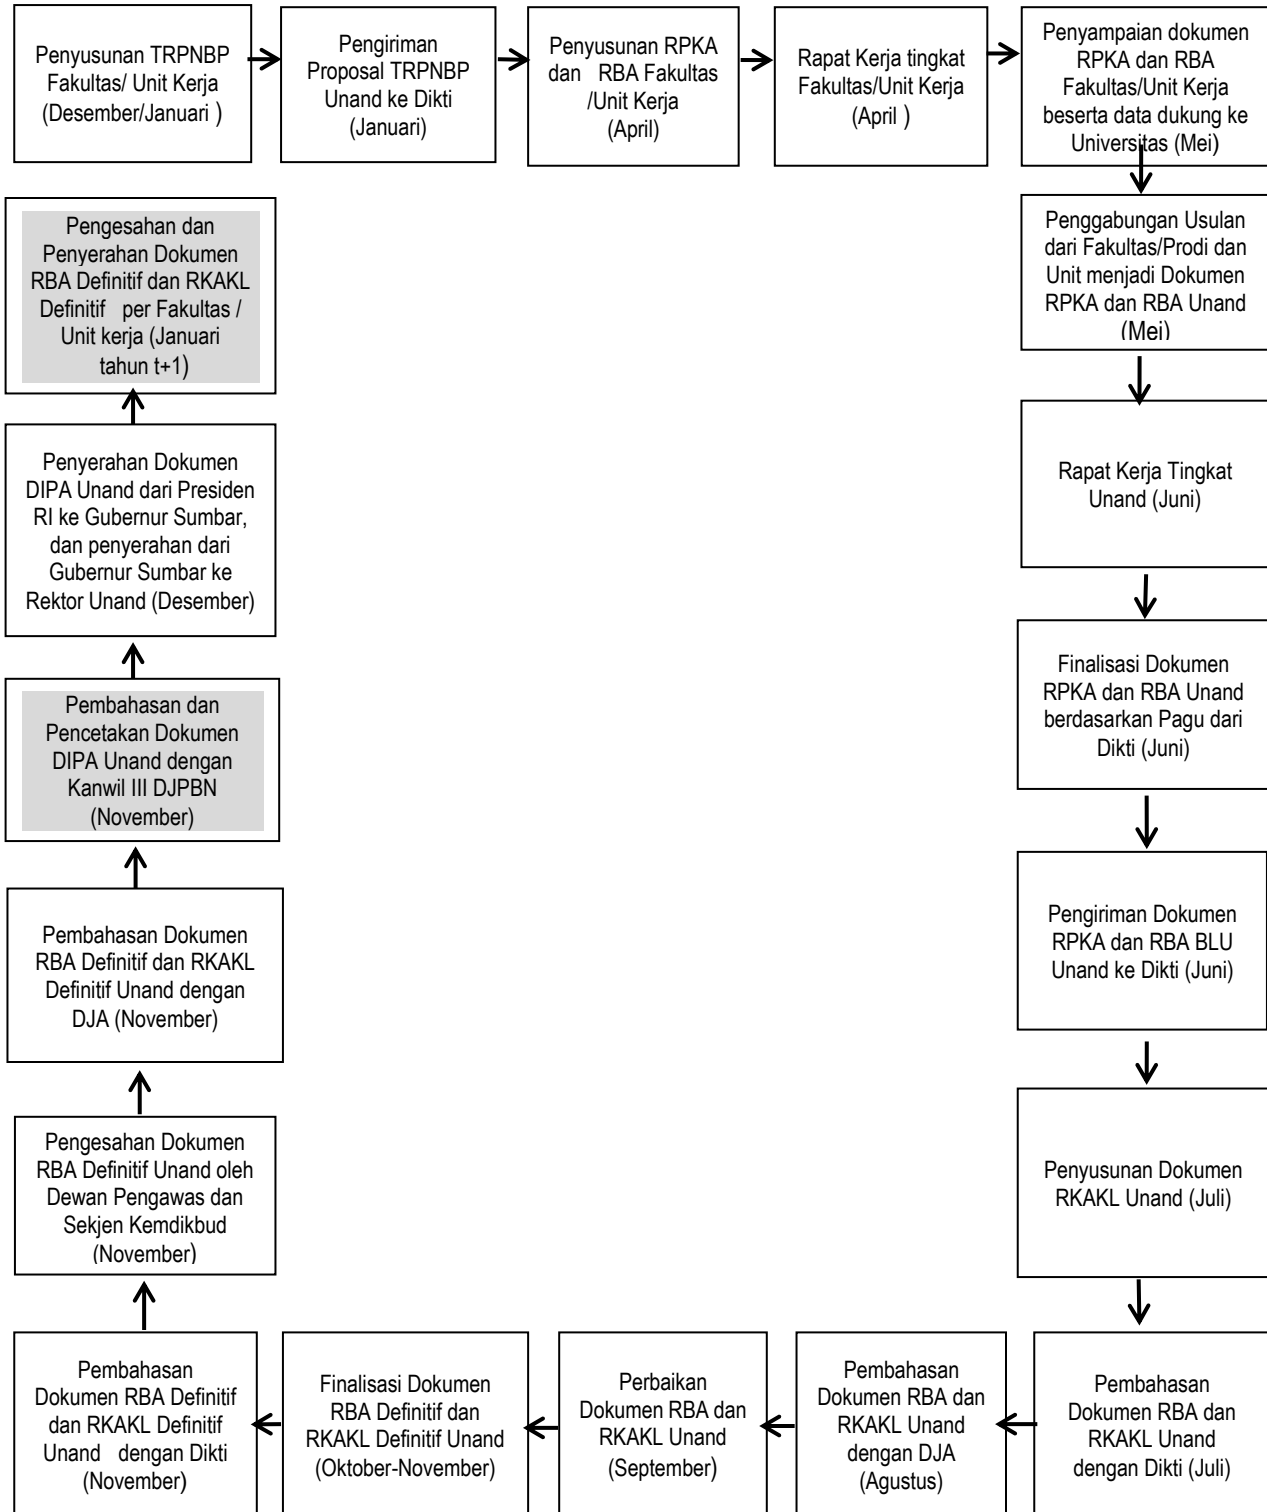 Penyusunan TRPNBP
Fakultas/ Unit Kerja
(Desember/Januari )
Pengiriman
Proposal TRPNBP
Unand ke Dikti
(Januari)
Penyusunan RPKA
dan RBA Fakultas
/Unit Kerja
(April)
Rapat Kerja tingkat
Fakultas/Unit Kerja
(April )
Penyampaian dokumen
RPKA dan RBA
Fakultas/Unit Kerja
beserta data dukung ke
Universitas (Mei)
Penggabungan Usulan
dari Fakultas/Prodi dan
Unit menjadi Dokumen
RPKA dan RBA Unand
(Mei)
Rapat Kerja Tingkat
Unand (Juni)
Finalisasi Dokumen
RPKA dan RBA Unand
berdasarkan Pagu dari
Dikti (Juni)
Pengiriman Dokumen
RPKA dan RBA BLU
Unand ke Dikti (Juni)
Penyusunan Dokumen
RKAKL Unand (Juli)
Pembahasan
Dokumen RBA dan
RKAKL Unand
dengan Dikti (Juli)
Pembahasan
Dokumen RBA dan
RKAKL Unand
dengan DJA
(Agustus)
Perbaikan
Dokumen RBA dan
RKAKL Unand
(September)
Finalisasi Dokumen
RBA Definitif dan
RKAKL Definitif Unand
(Oktober-November)
Pembahasan
Dokumen RBA Definitif
dan RKAKL Definitif
Unand dengan Dikti
(November)
Pengesahan Dokumen
RBA Definitif Unand oleh
Dewan Pengawas dan
Sekjen Kemdikbud
(November)
Pembahasan Dokumen
RBA Definitif dan RKAKL
Definitif Unand dengan
DJA (November)
Pembahasan dan
Pencetakan Dokumen
DIPA Unand dengan
Kanwil III DJPBN
(November)
Penyerahan Dokumen
DIPA Unand dari Presiden
RI ke Gubernur Sumbar,
dan penyerahan dari
Gubernur Sumbar ke
Rektor Unand (Desember)
Pengesahan dan
Penyerahan Dokumen
RBA Definitif dan RKAKL
Definitif per Fakultas /
Unit kerja (Januari
tahun t+1)